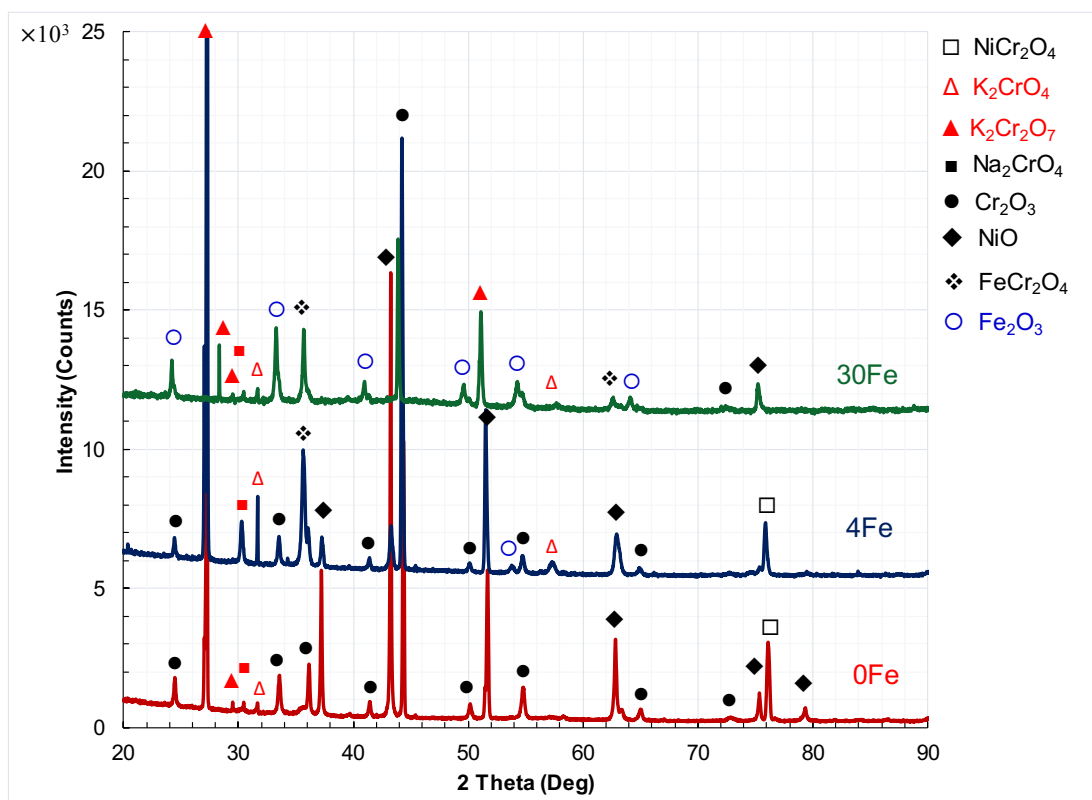 ×10³
25
20
15
10
5
0
Intensity (Counts)
20 30 40 50 60 70 80 90
2 Theta (Deg)
30Fe
4Fe
0Fe
NiCr₂O₄
K₂CrO₄
K₂Cr₂O₇
Na₂CrO₄
Cr₂O₃
NiO
FeCr₂O₄
Fe₂O₃